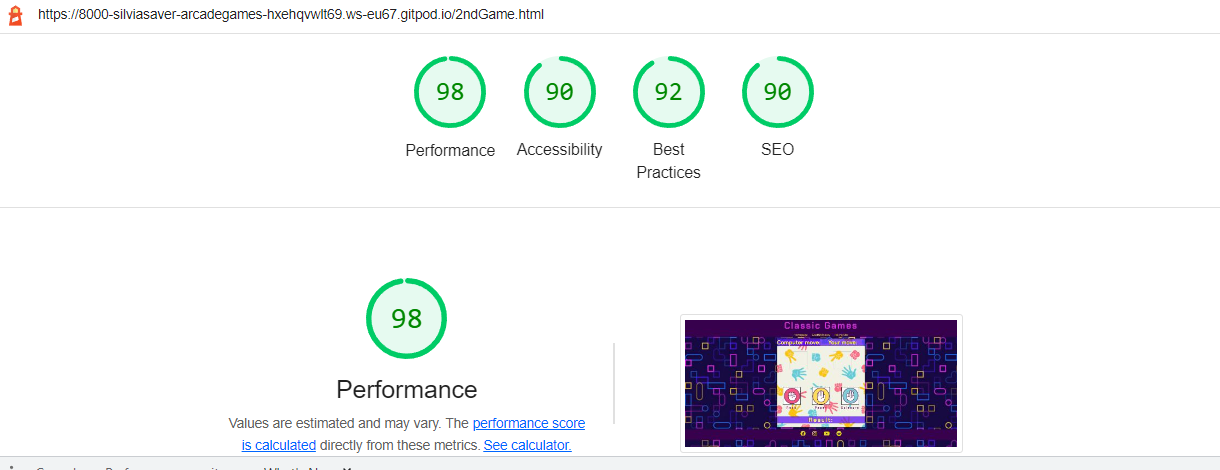 https://8000-silviasaver-arcadegames-hxehqvwlt69.ws-eu67.gitpod.io/2ndGame.html
98
90
92
90
Performance
Accessibility
Best
Practices
SEO
98
Performance
Values are estimated and may vary. The performance score
is calculated directly from these metrics. See calculator.
Classic Games
Computer move:
Your move:
Result: